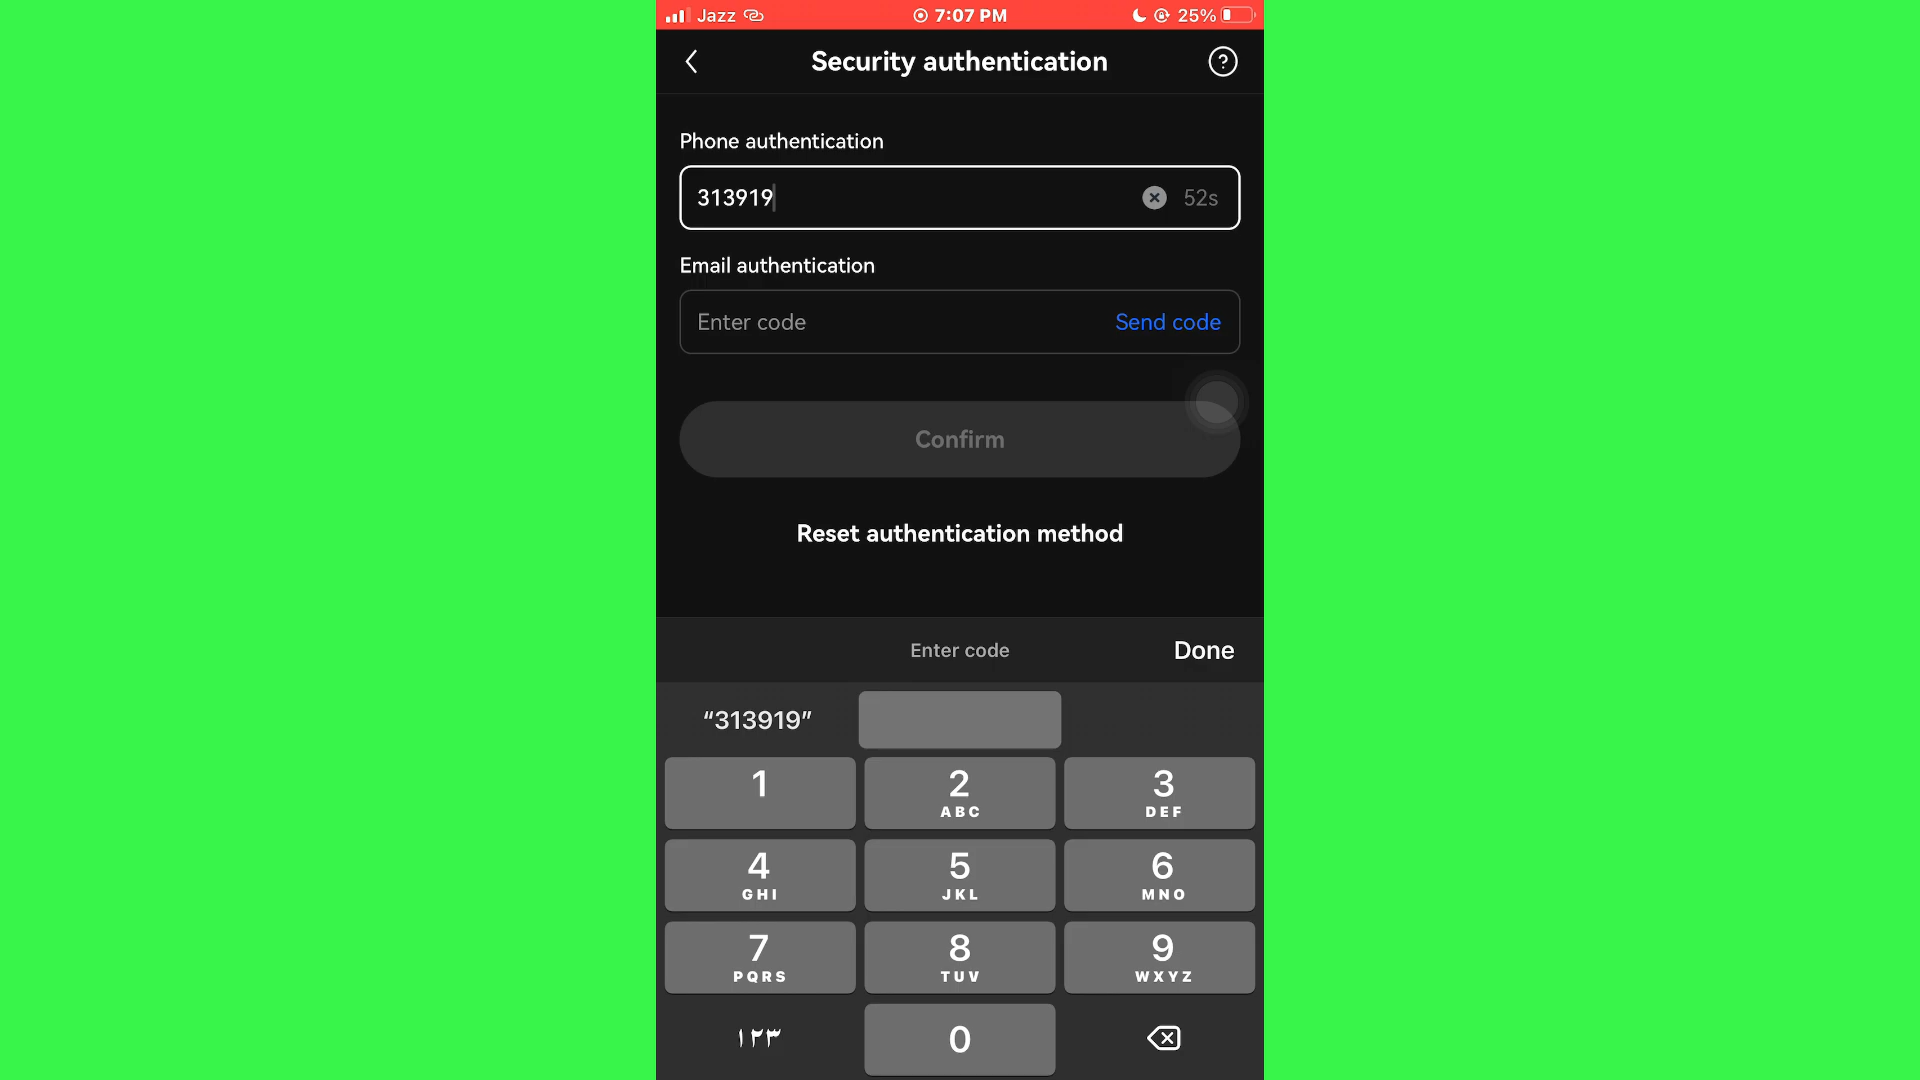 Jazz 7:07 PM 25%
Security authentication ?
Phone authentication
313919 52s
Email authentication
Enter code Send code
Confirm
Reset authentication method
Enter code Done
“313919”
1 2 3
ABC DEF
4 5 6
GHI JKL MNO
7 8 9
PQRS TUV WXYZ
۱۲۳ 0